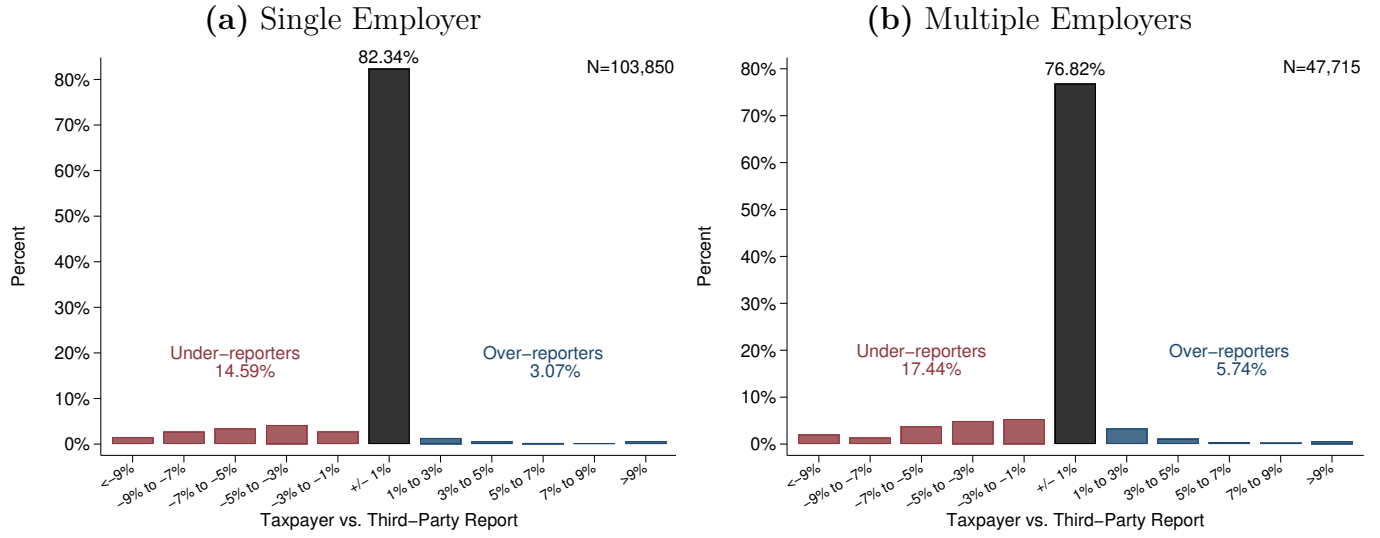 (a) Single Employer
82.34%
N=103,850
80%
70%
60%
50%
40%
30%
20%
10%
0%
Percent
Under−reporters
14.59%
Over−reporters
3.07%
<−9%
−9% to −7%
−7% to −5%
−5% to −3%
−3% to −1%
+/− 1%
1% to 3%
3% to 5%
5% to 7%
7% to 9%
>9%
Taxpayer vs. Third−Party Report
(b) Multiple Employers
76.82%
N=47,715
80%
70%
60%
50%
40%
30%
20%
10%
0%
Percent
Under−reporters
17.44%
Over−reporters
5.74%
<−9%
−9% to −7%
−7% to −5%
−5% to −3%
−3% to −1%
+/− 1%
1% to 3%
3% to 5%
5% to 7%
7% to 9%
>9%
Taxpayer vs. Third−Party Report